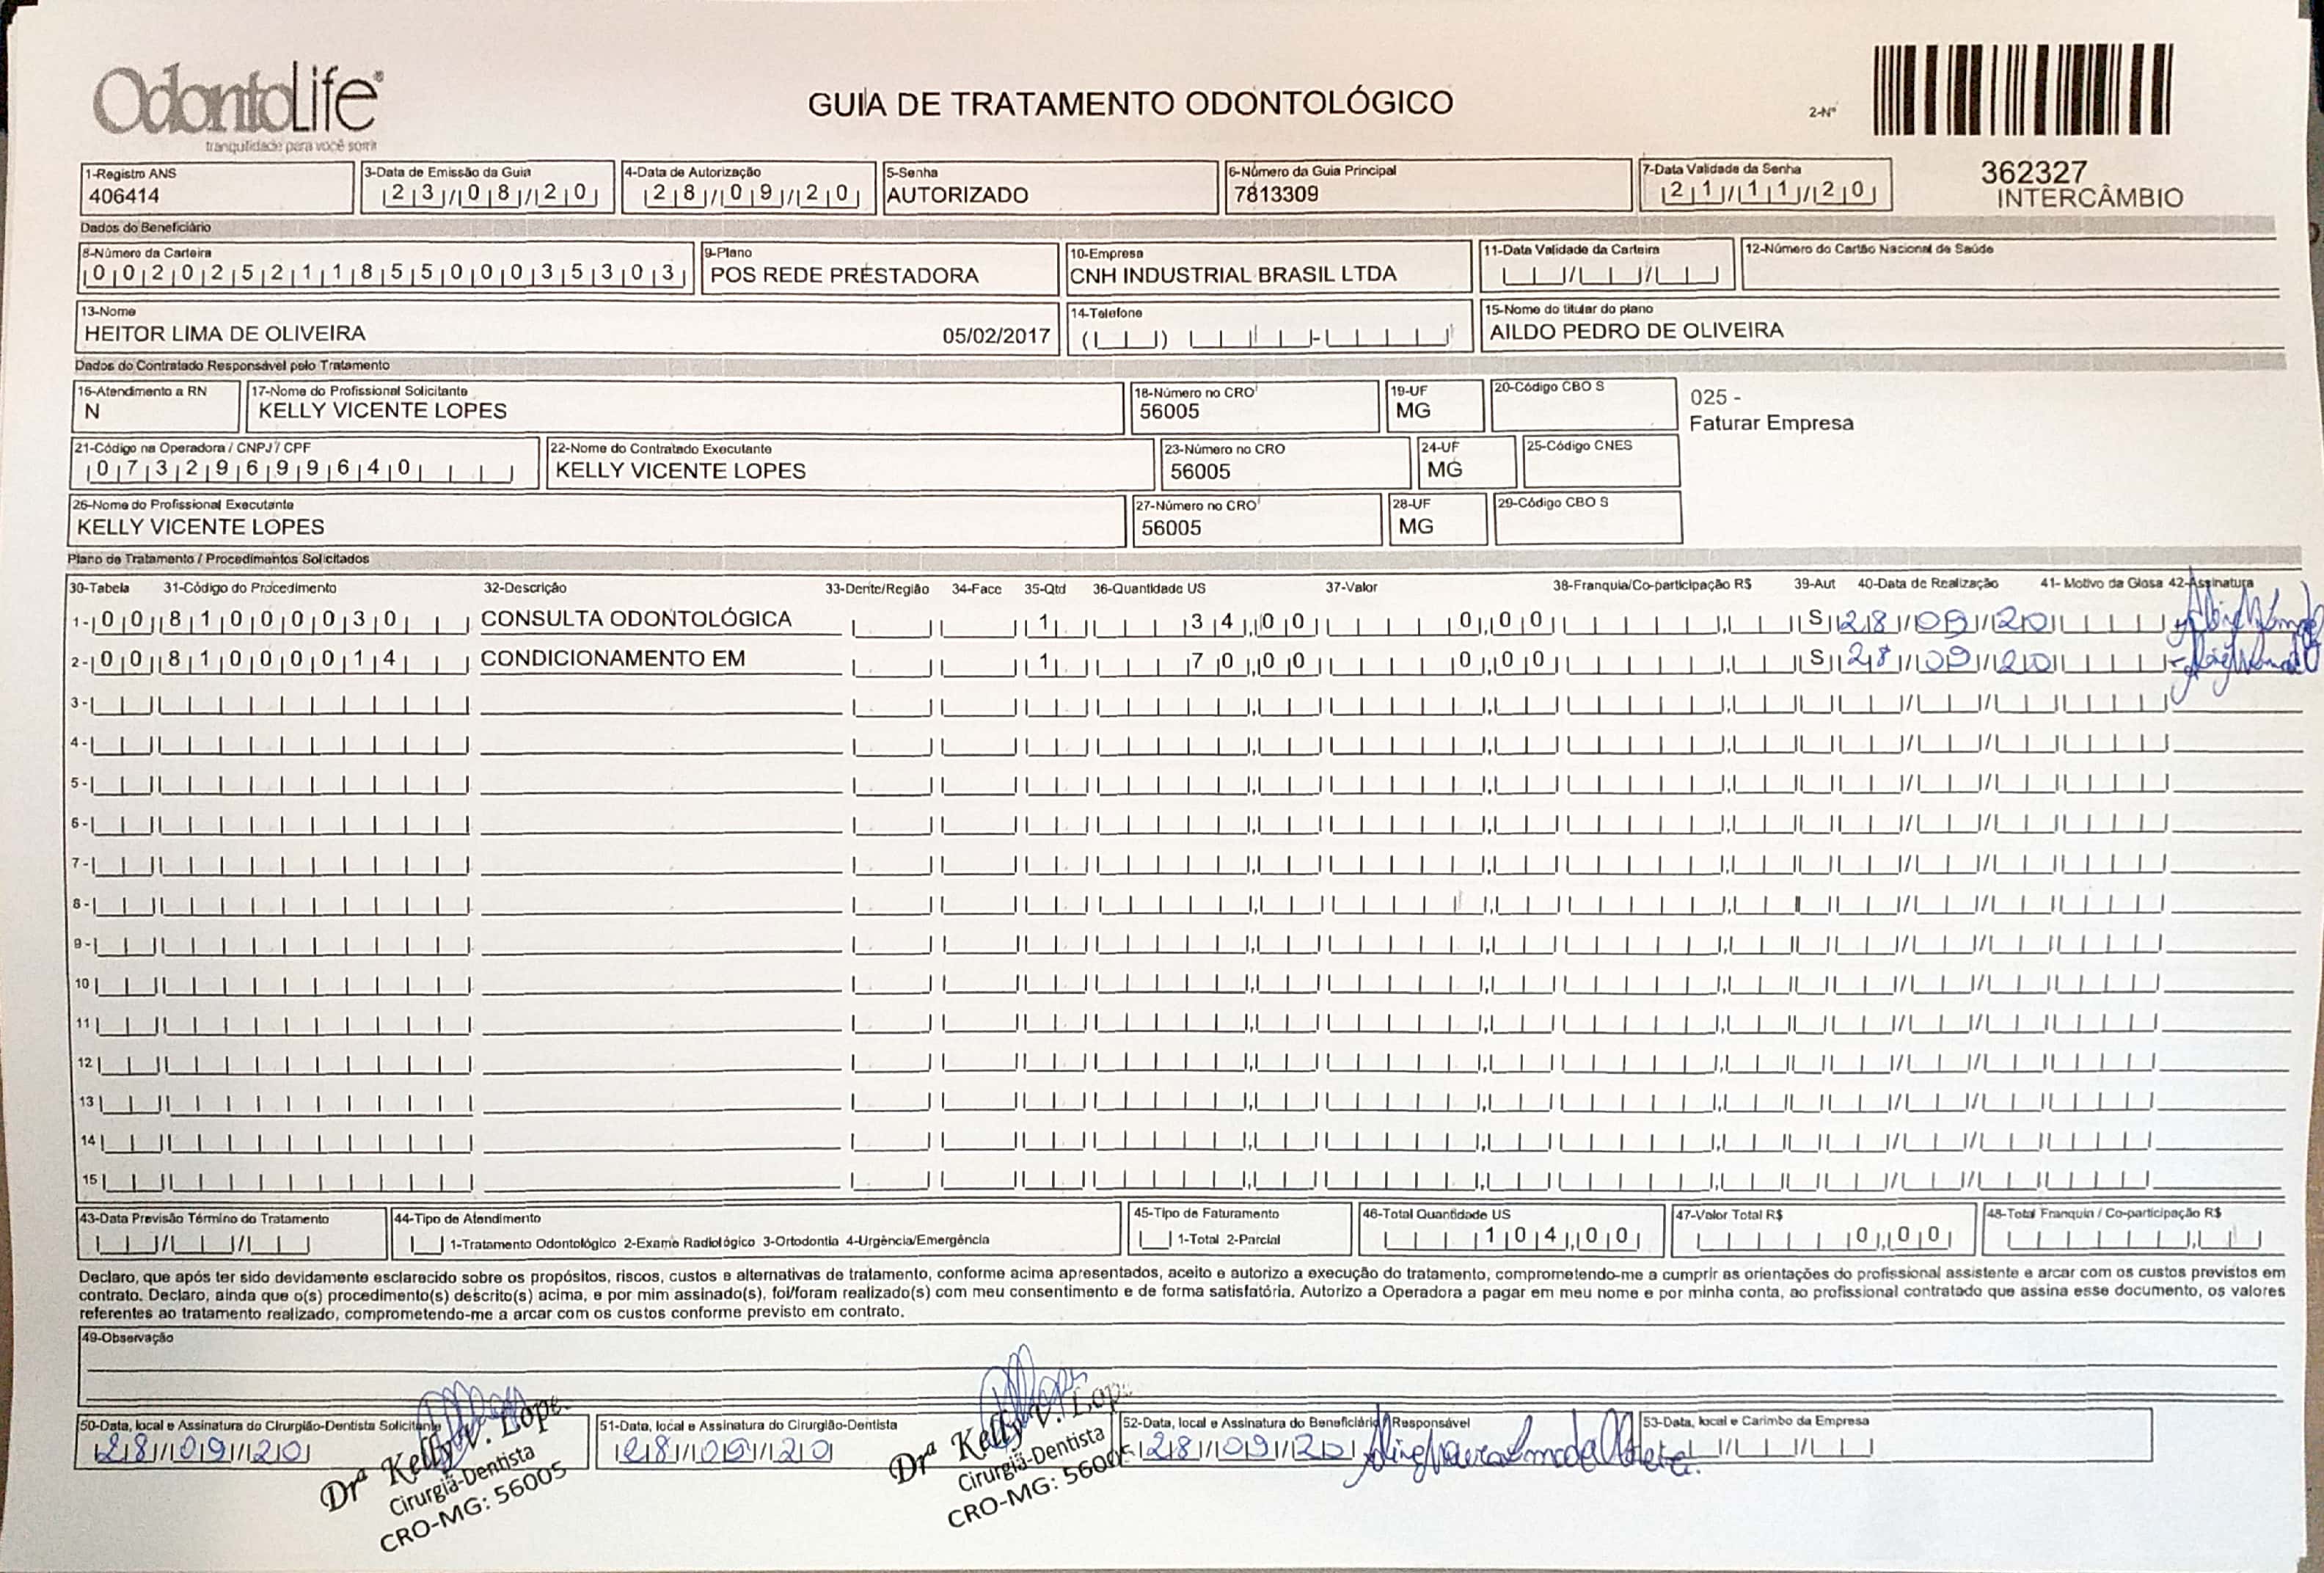 OdontoLife®
tranquilidade para você sorrir
GUIA DE TRATAMENTO ODONTOLÓGICO
2-Nº
362327
INTERCÂMBIO
1-Registro ANS
406414
3-Data de Emissão da Guia
23/08/20
4-Data de Autorização
28/09/20
5-Senha
AUTORIZADO
6-Número da Guia Principal
7813309
7-Data Validade da Senha
21/11/20
Dados do Beneficiário
8-Número da Carteira
00202521185500035303
9-Plano
POS REDE PRESTADORA
10-Empresa
CNH INDUSTRIAL BRASIL LTDA
11-Data Validade da Carteira
12-Número do Cartão Nacional de Saúde
13-Nome
HEITOR LIMA DE OLIVEIRA 05/02/2017
14-Telefone
15-Nome do titular do plano
AILDO PEDRO DE OLIVEIRA
Dados do Contratado Responsável pelo Tratamento
16-Atendimento a RN
N
17-Nome do Profissional Solicitante
KELLY VICENTE LOPES
18-Número no CRO
56005
19-UF
MG
20-Código CBO S
025 -
Faturar Empresa
21-Código na Operadora / CNPJ / CPF
07329699640
22-Nome do Contratado Executante
KELLY VICENTE LOPES
23-Número no CRO
56005
24-UF
MG
25-Código CNES
26-Nome do Profissional Executante
KELLY VICENTE LOPES
27-Número no CRO
56005
28-UF
MG
29-Código CBO S
Plano de Tratamento / Procedimentos Solicitados
30-Tabela 31-Código do Procedimento 32-Descrição 33-Dente/Região 34-Face 35-Qtd 36-Quantidade US 37-Valor 38-Franquia/Co-participação R$ 39-Aut 40-Data de Realização 41- Motivo da Glosa 42-Assinatura
1- 00 81000030 CONSULTA ODONTOLÓGICA 1 34,00 0,00 S 28/09/20
2- 00 81000014 CONDICIONAMENTO EM 1 70,00 0,00 S 28/09/20
3-
4-
5-
6-
7-
8-
9-
10
11
12
13
14
15
43-Data Previsão Término do Tratamento
44-Tipo de Atendimento
1-Tratamento Odontológico 2-Exame Radiológico 3-Ortodontia 4-Urgência/Emergência
45-Tipo de Faturamento
1-Total 2-Parcial
46-Total Quantidade US
104,00
47-Valor Total R$
0,00
48-Total Franquia / Co-participação R$
Declaro, que após ter sido devidamente esclarecido sobre os propósitos, riscos, custos e alternativas de tratamento, conforme acima apresentados, aceito e autorizo a execução do tratamento, comprometendo-me a cumprir as orientações do profissional assistente e arcar com os custos previstos em
contrato. Declaro, ainda que o(s) procedimento(s) descrito(s) acima, e por mim assinado(s), foi/foram realizado(s) com meu consentimento e de forma satisfatória. Autorizo a Operadora a pagar em meu nome e por minha conta, ao profissional contratado que assina esse documento, os valores
referentes ao tratamento realizado, comprometendo-me a arcar com os custos conforme previsto em contrato.
49-Observação
50-Data, local e Assinatura do Cirurgião-Dentista Solicitante
28/09/20
Drª Kelly V. Lope
Cirurgiã-Dentista
CRO-MG: 56005
51-Data, local e Assinatura do Cirurgião-Dentista
28/09/20
Drª Kelly V. Lop
Cirurgiã-Dentista
CRO-MG: 56005
52-Data, local e Assinatura do Beneficiário / Responsável
28/09/20
53-Data, local e Carimbo da Empresa